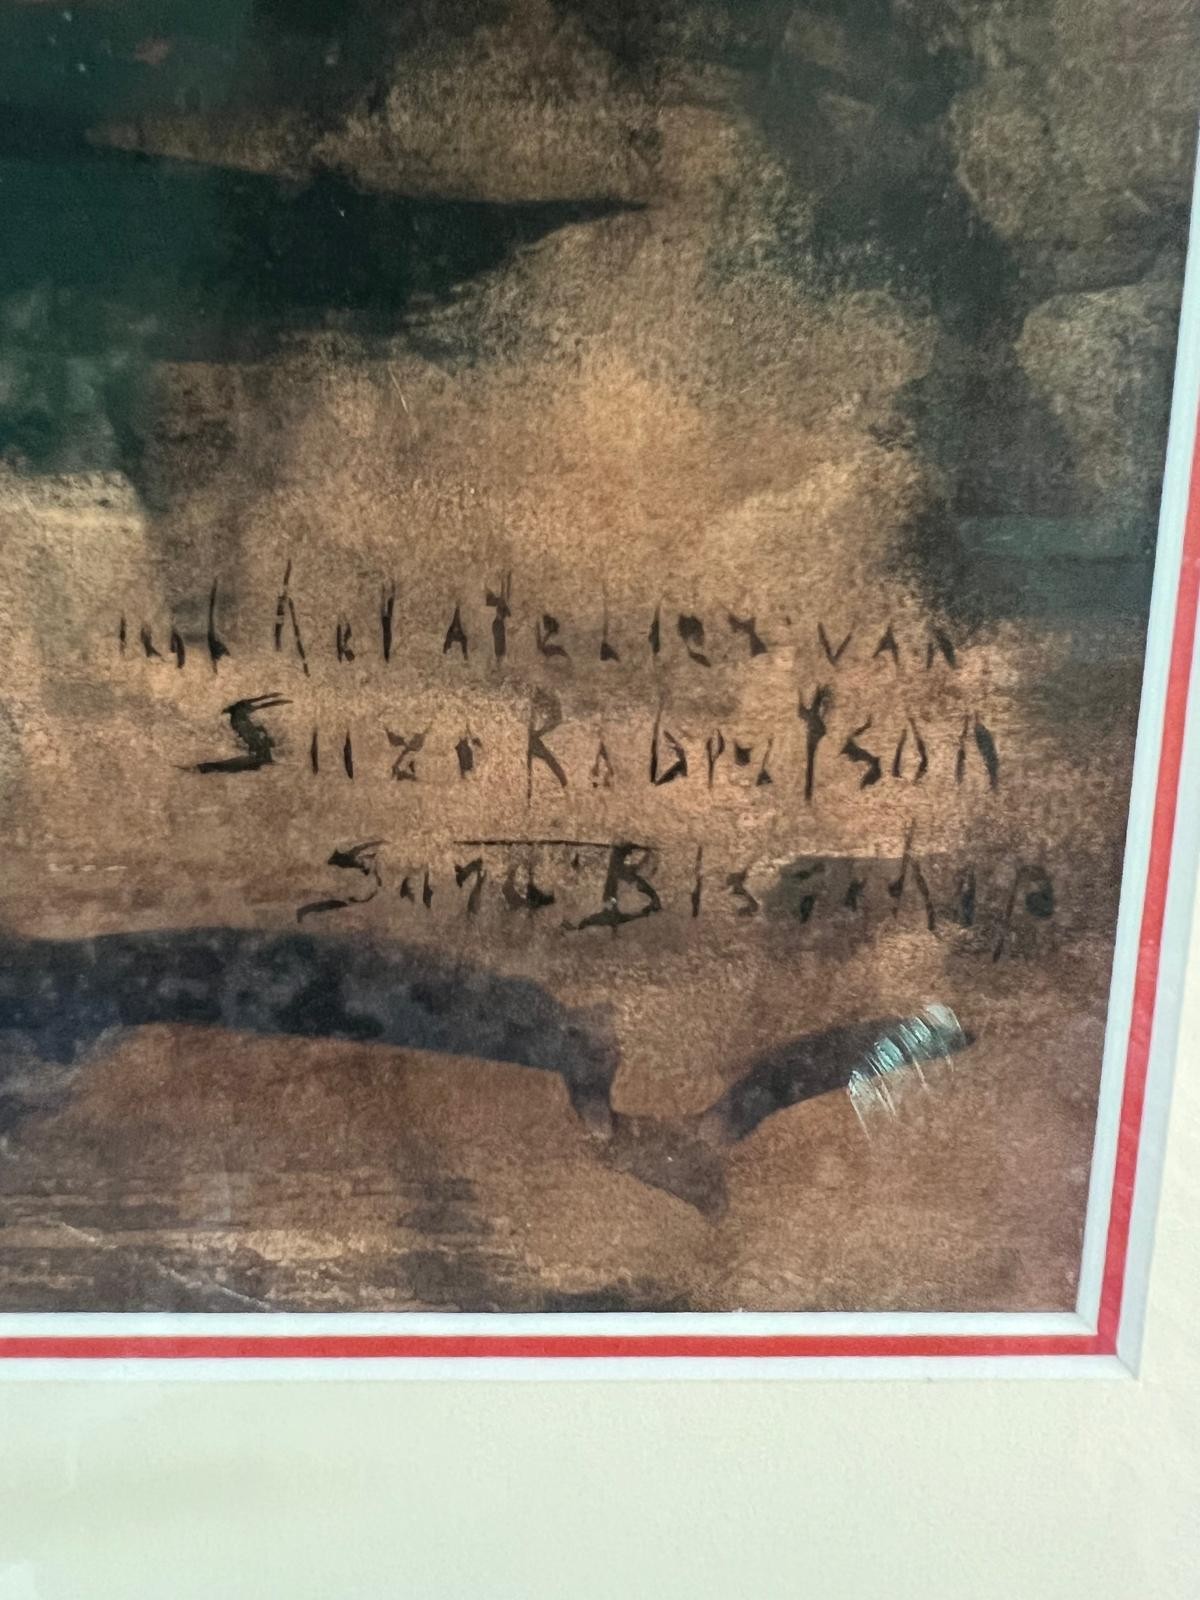 uit Het atelier van
Suze Robertson
Sara Bisschop